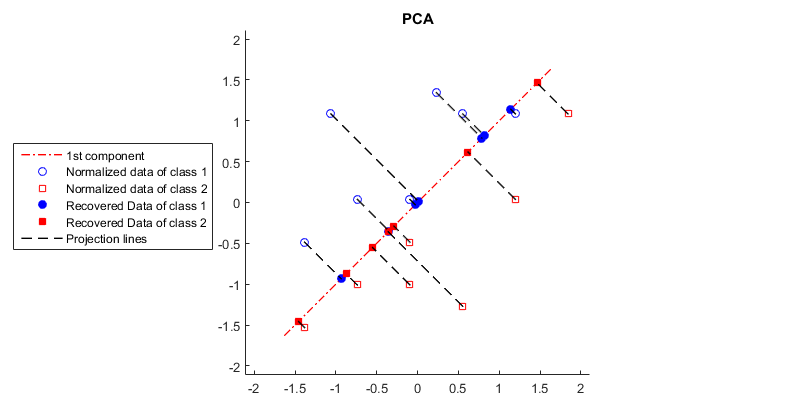 PCA
2
1.5
1
0.5
0
-0.5
-1
-1.5
-2
-2 -1.5 -1 -0.5 0 0.5 1 1.5 2
1st component
Normalized data of class 1
Normalized data of class 2
Recovered Data of class 1
Recovered Data of class 2
Projection lines